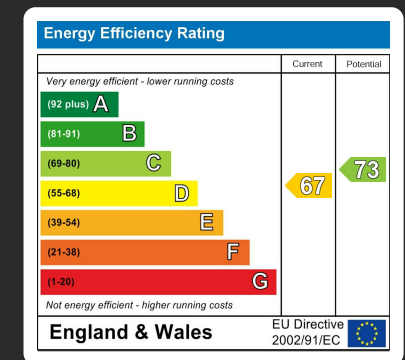 Energy Efficiency Rating
Current Potential
Very energy efficient - lower running costs
(92 plus) A
(81-91) B
(69-80) C
(55-68) D
(39-54) E
(21-38) F
(1-20) G
67
73
Not energy efficient - higher running costs
England & Wales
EU Directive
2002/91/EC